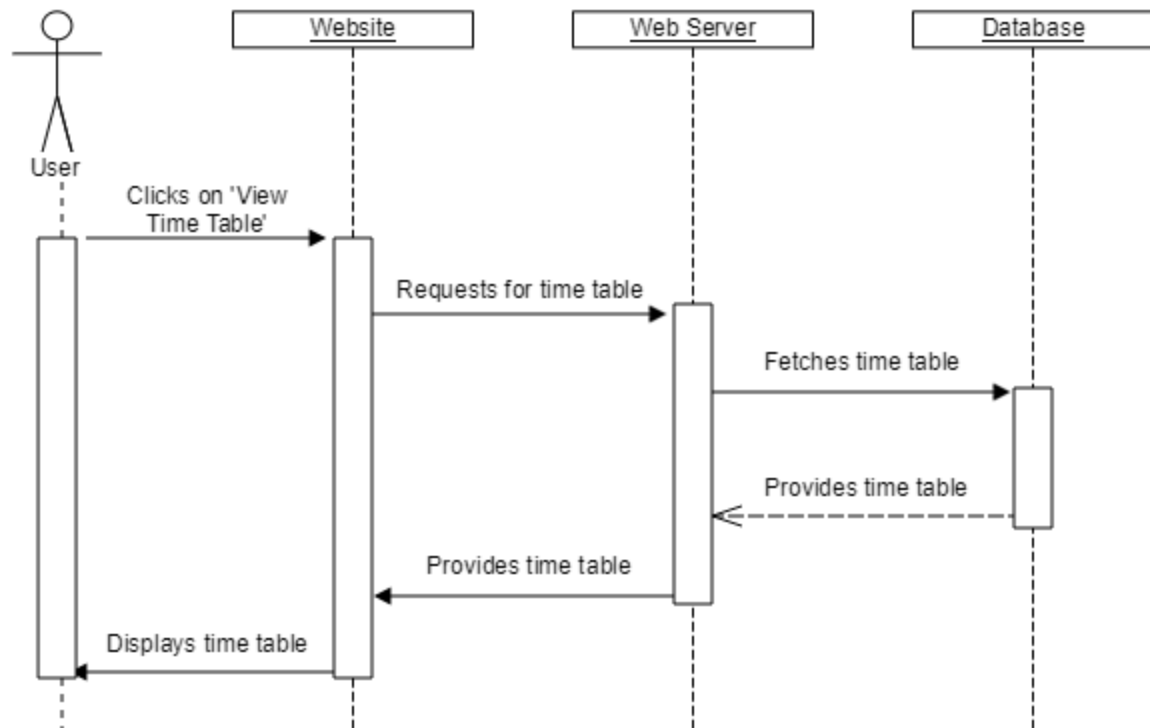 Website
Web Server
Database
User
Clicks on 'View
Time Table'
Requests for time table
Fetches time table
Provides time table
Provides time table
Displays time table